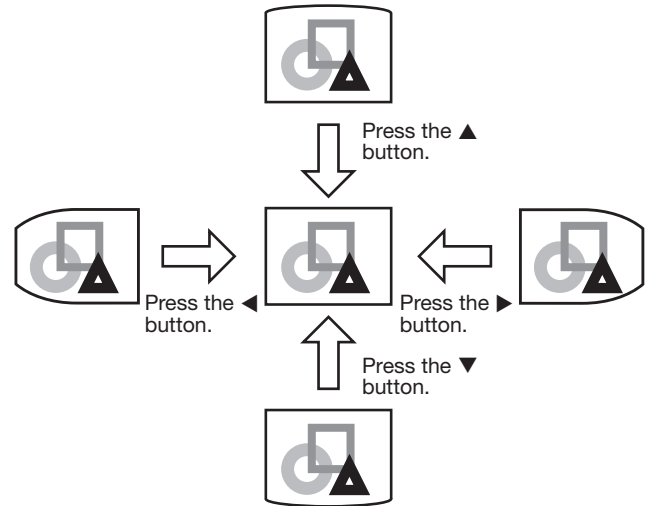 Press the ▲
button.
Press the ◀
button.
Press the ▶
button.
Press the ▼
button.